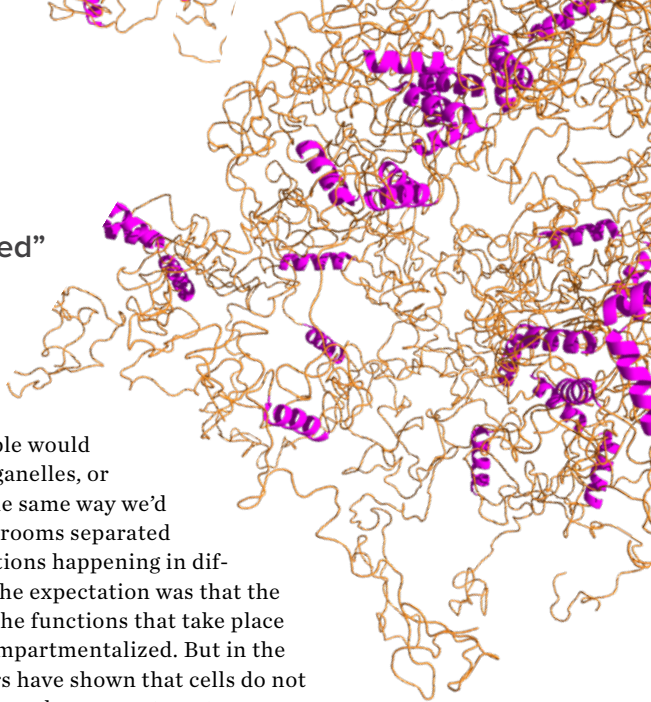 ed”
ple would
ganelles, or
e same way we’d
rooms separated
tions happening in dif-
he expectation was that the
he functions that take place
mpartmentalized. But in the
s have shown that cells do not